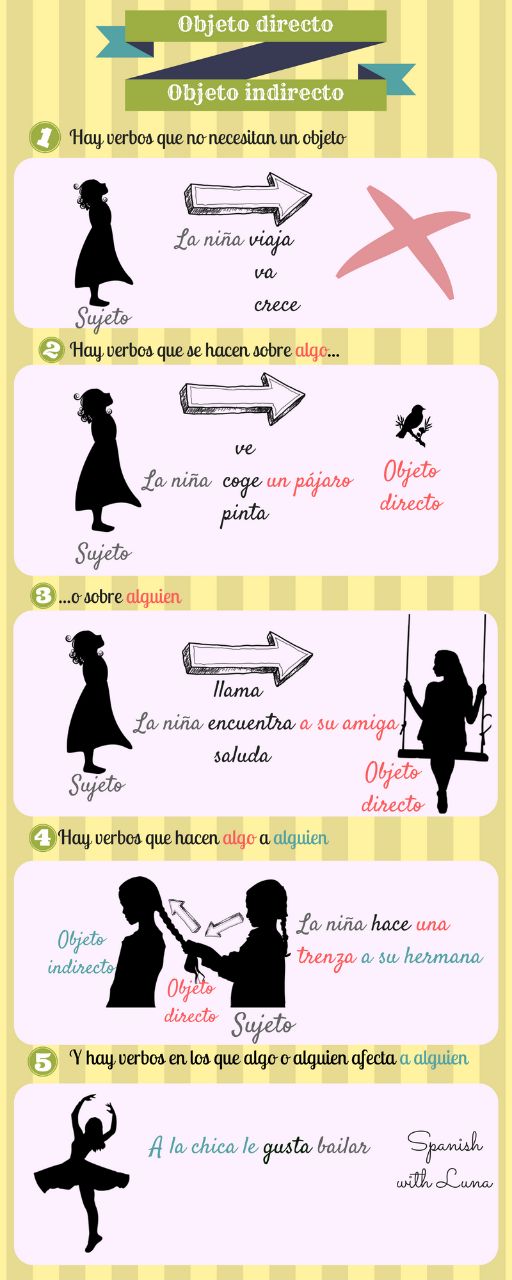 Objeto directo
Objeto indirecto
1 Hay verbos que no necesitan un objeto
La niña viaja
va
crece
Sujeto
2 Hay verbos que se hacen sobre algo...
ve
La niña coge un pájaro
pinta
Objeto
directo
Sujeto
3 ...o sobre alguien
llama
La niña encuentra a su amiga
saluda
Sujeto
Objeto
directo
4 Hay verbos que hacen algo a alguien
Objeto
indirecto
La niña hace una
trenza a su hermana
Objeto
directo
Sujeto
5 Y hay verbos en los que algo o alguien afecta a alguien
A la chica le gusta bailar
Spanish
with Luna